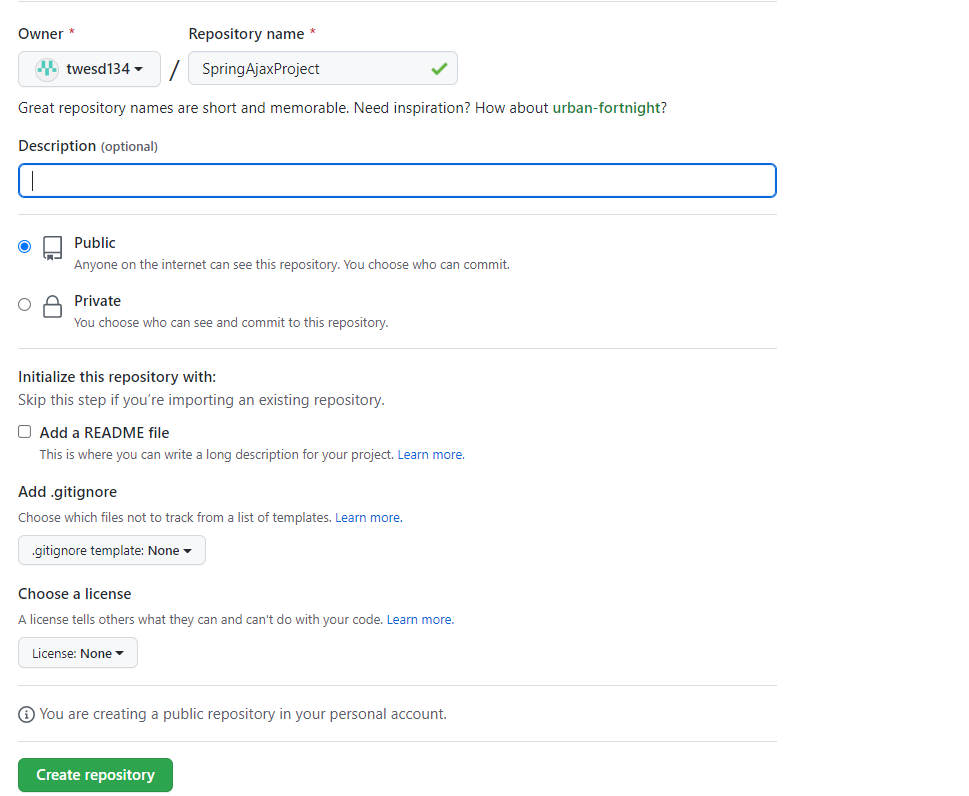 Owner * Repository name *
twesd134 / SpringAjaxProject
Great repository names are short and memorable. Need inspiration? How about urban-fortnight?
Description (optional)
Public
Anyone on the internet can see this repository. You choose who can commit.
Private
You choose who can see and commit to this repository.
Initialize this repository with:
Skip this step if you’re importing an existing repository.
Add a README file
This is where you can write a long description for your project. Learn more.
Add .gitignore
Choose which files not to track from a list of templates. Learn more.
.gitignore template: None
Choose a license
A license tells others what they can and can't do with your code. Learn more.
License: None
You are creating a public repository in your personal account.
Create repository